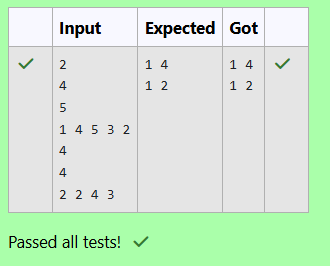 Input Expected Got
2 1 4 1 4
4 1 2 1 2
5
1 4 5 3 2
4
4
2 2 4 3
Passed all tests!